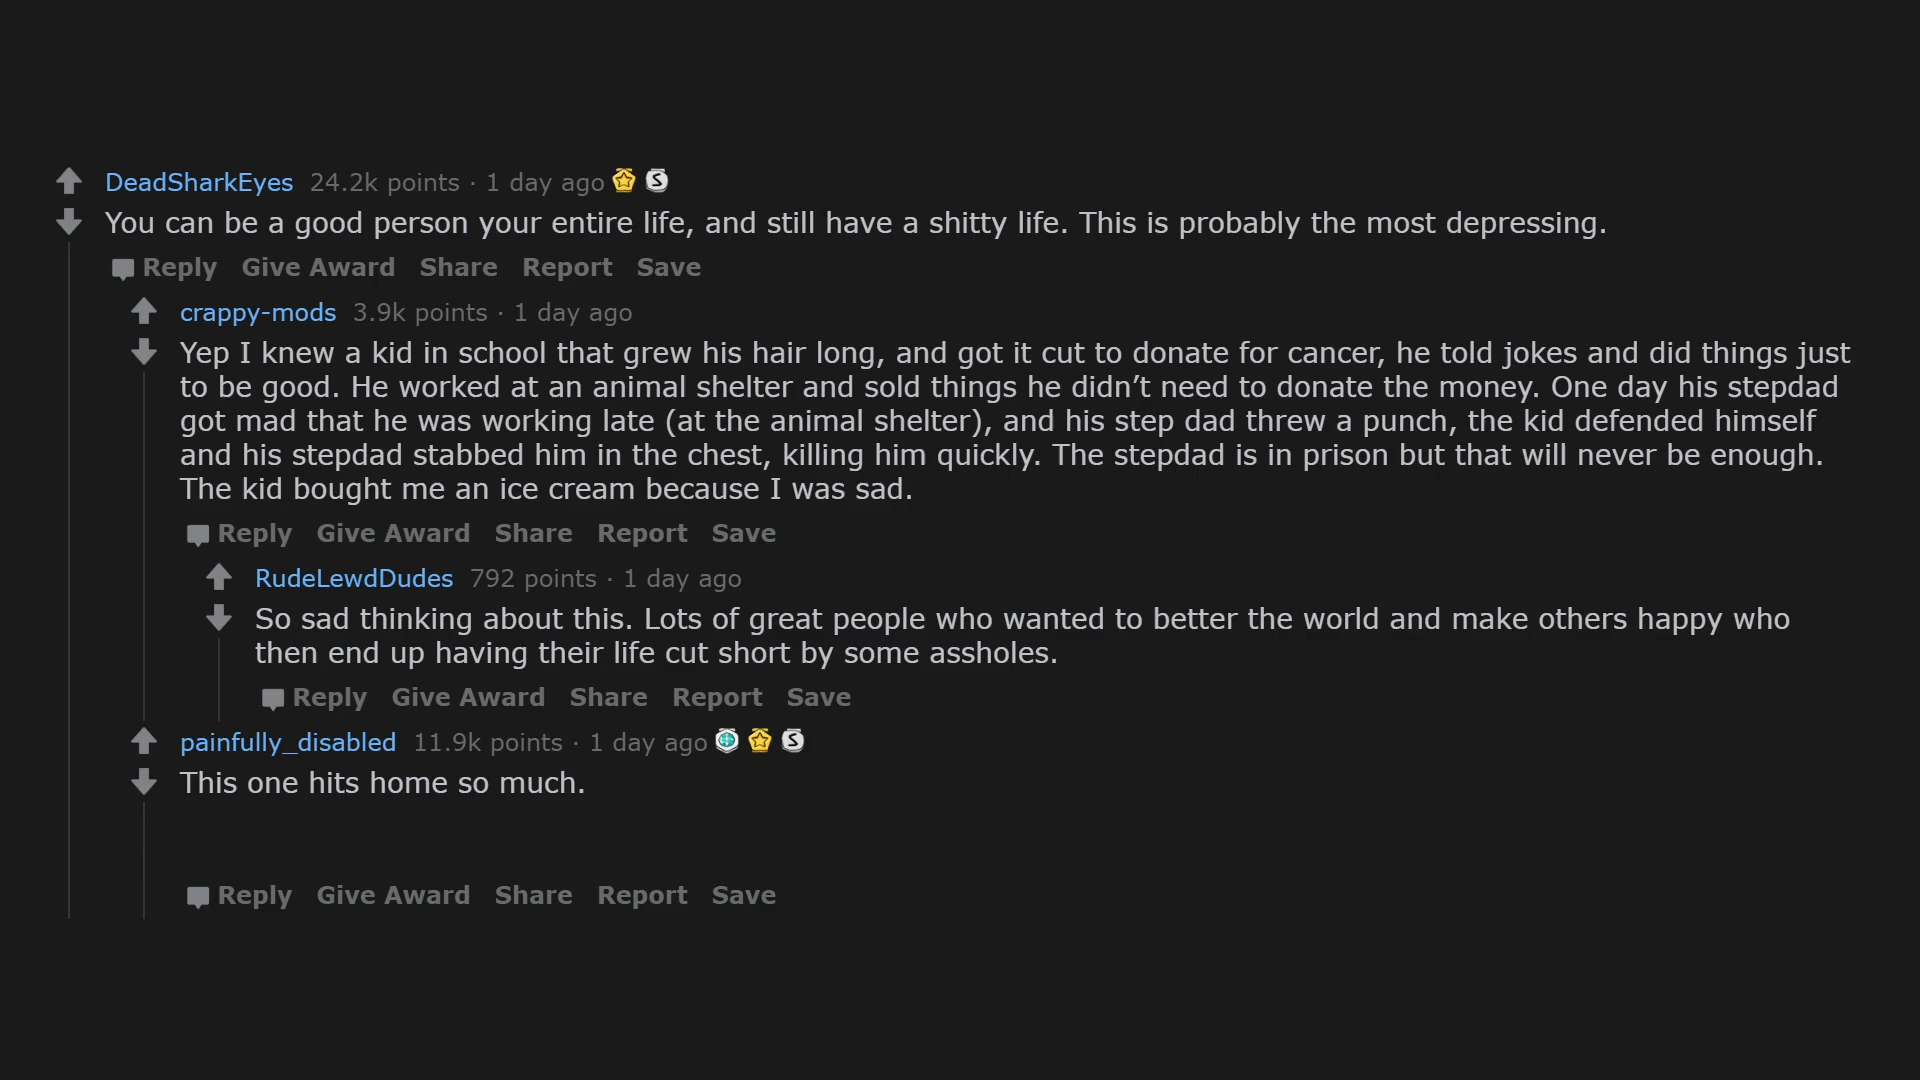 DeadSharkEyes 24.2k points · 1 day ago
You can be a good person your entire life, and still have a shitty life. This is probably the most depressing.
Reply Give Award Share Report Save
crappy-mods 3.9k points · 1 day ago
Yep I knew a kid in school that grew his hair long, and got it cut to donate for cancer, he told jokes and did things just
to be good. He worked at an animal shelter and sold things he didn’t need to donate the money. One day his stepdad
got mad that he was working late (at the animal shelter), and his step dad threw a punch, the kid defended himself
and his stepdad stabbed him in the chest, killing him quickly. The stepdad is in prison but that will never be enough.
The kid bought me an ice cream because I was sad.
Reply Give Award Share Report Save
RudeLewdDudes 792 points · 1 day ago
So sad thinking about this. Lots of great people who wanted to better the world and make others happy who
then end up having their life cut short by some assholes.
Reply Give Award Share Report Save
painfully_disabled 11.9k points · 1 day ago
This one hits home so much.
Reply Give Award Share Report Save